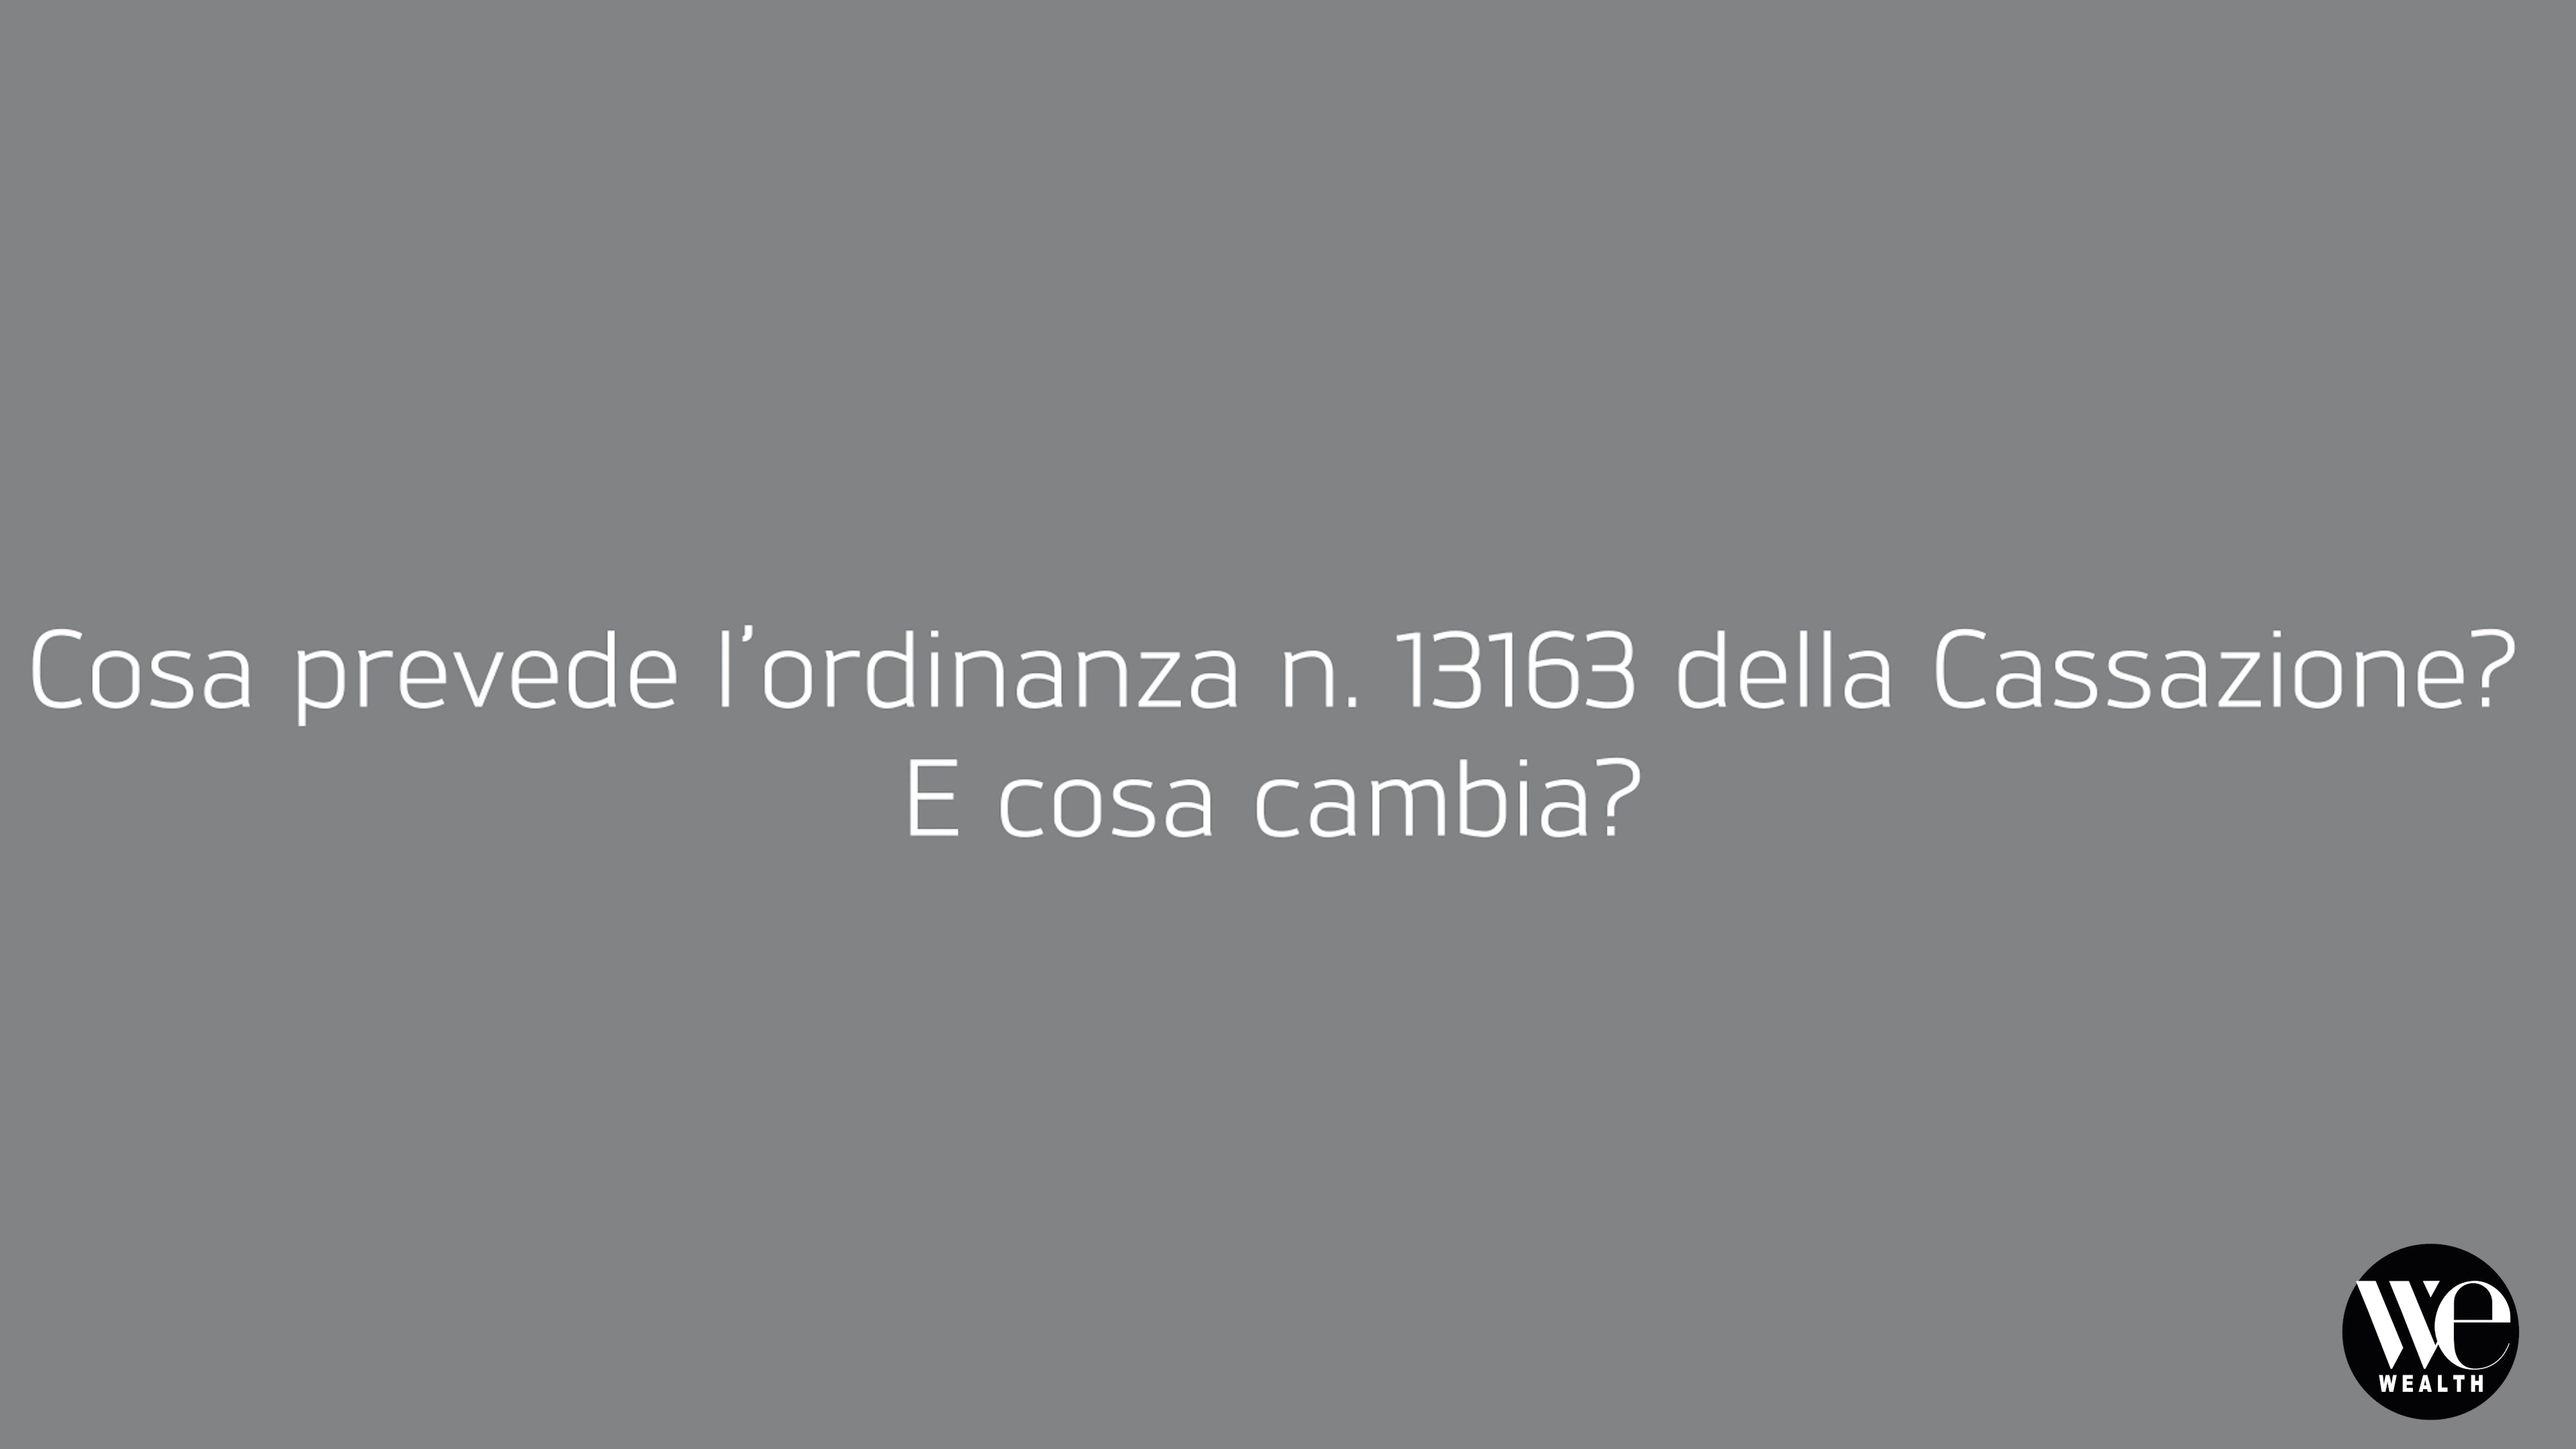 Cosa prevede l’ordinanza n. 13163 della Cassazione?
E cosa cambia?
we
WEALTH